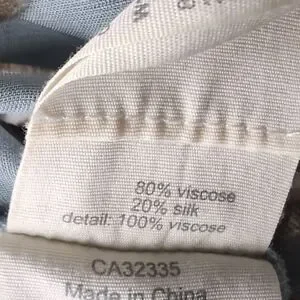 80% viscose
20% silk
detail: 100% viscose
CA32335
Made in China